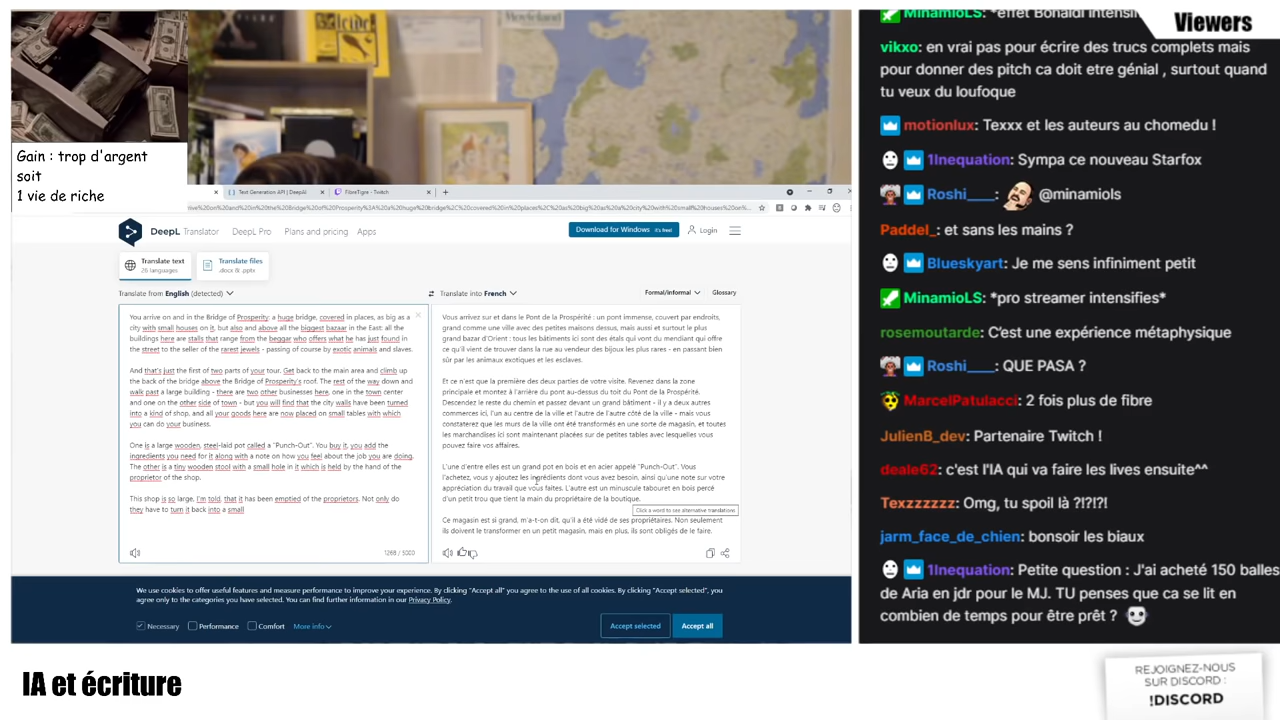 Movieland
Gain : trop d'argent
soit
1 vie de riche
Text Generation API | DeepAI
FibreTigre - Twitch
DeepL Translator
DeepL Pro
Plans and pricing
Apps
Download for Windows it's free!
Login
Translate text
26 languages
Translate files
.docx & .pptx
Translate from English (detected)
Translate into French
Formal/informal
Glossary
You arrive on and in the Bridge of Prosperity: a huge bridge, covered in places, as big as a
city with small houses on it, but also and above all the biggest bazaar in the East: all the
buildings here are stalls that range from the beggar who offers what he has just found in
the street to the seller of the rarest jewels - passing of course by exotic animals and slaves.
And that's just the first of two parts of your tour. Get back to the main area and climb up
the back of the bridge above the Bridge of Prosperity's roof. The rest of the way down and
walk past a large building - there are two other businesses here, one in the town center
and one on the other side of town - but you will find that the city walls have been turned
into a kind of shop, and all your goods here are now placed on small tables with which
you can do your business.
One is a large wooden, steel-laid pot called a "Punch-Out". You buy it, you add the
ingredients you need for it along with a note on how you feel about the job you are doing.
The other is a tiny wooden stool with a small hole in it which is held by the hand of the
proprietor of the shop.
This shop is so large, I'm told, that it has been emptied of the proprietors. Not only do
they have to turn it back into a small
1268 / 5000
Vous arrivez sur et dans le Pont de la Prospérité : un pont immense, couvert par endroits,
grand comme une ville avec des petites maisons dessus, mais aussi et surtout le plus
grand bazar d'Orient : tous les bâtiments ici sont des étals qui vont du mendiant qui offre
ce qu'il vient de trouver dans la rue au vendeur des bijoux les plus rares - en passant bien
sûr par les animaux exotiques et les esclaves.
Et ce n'est que la première des deux parties de votre visite. Revenez dans la zone
principale et montez à l'arrière du pont au-dessus du toit du Pont de la Prospérité.
Descendez le reste du chemin et passez devant un grand bâtiment - il y a deux autres
commerces ici, l'un au centre de la ville et l'autre de l'autre côté de la ville - mais vous
constaterez que les murs de la ville ont été transformés en une sorte de magasin, et toutes
les marchandises ici sont maintenant placées sur de petites tables avec lesquelles vous
pouvez faire vos affaires.
L'une d'entre elles est un grand pot en bois et en acier appelé "Punch-Out". Vous
l'achetez, vous y ajoutez les ingrédients dont vous avez besoin, ainsi qu'une note sur votre
appréciation du travail que vous faites. L'autre est un minuscule tabouret en bois percé
d'un petit trou que tient la main du propriétaire de la boutique.
Click a word to see alternative translations
Ce magasin est si grand, m'a-t-on dit, qu'il a été vidé de ses propriétaires. Non seulement
ils doivent le transformer en un petit magasin, mais en plus, ils sont obligés de le faire.
We use cookies to offer useful features and measure performance to improve your experience. By clicking "Accept all" you agree to the use of all cookies. By clicking "Accept selected", you
agree only to the categories you have selected. You can find further information in our Privacy Policy.
Necessary
Performance
Comfort
More info
Accept selected
Accept all
IA et écriture
Viewers
MinamioLS: *effet Bonaldi intensifi
vikxo: en vrai pas pour écrire des trucs complets mais
pour donner des pitch ca doit etre génial , surtout quand
tu veux du loufoque
motionlux: Texxx et les auteurs au chomedu !
1Inequation: Sympa ce nouveau Starfox
Roshi____: @minamiols
Paddel_: et sans les mains ?
Blueskyart: Je me sens infiniment petit
MinamioLS: *pro streamer intensifies*
rosemoutarde: C'est une expérience métaphysique
Roshi____: QUE PASA ?
MarcelPatulacci: 2 fois plus de fibre
JulienB_dev: Partenaire Twitch !
deale62: c'est l'IA qui va faire les lives ensuite^^
Texzzzzzz: Omg, tu spoil là ?!?!?!
jarm_face_de_chien: bonsoir les biaux
1Inequation: Petite question : J'ai acheté 150 balles
de Aria en jdr pour le MJ. TU penses que ca se lit en
combien de temps pour être prêt ?
REJOIGNEZ-NOUS
SUR DISCORD :
!DISCORD